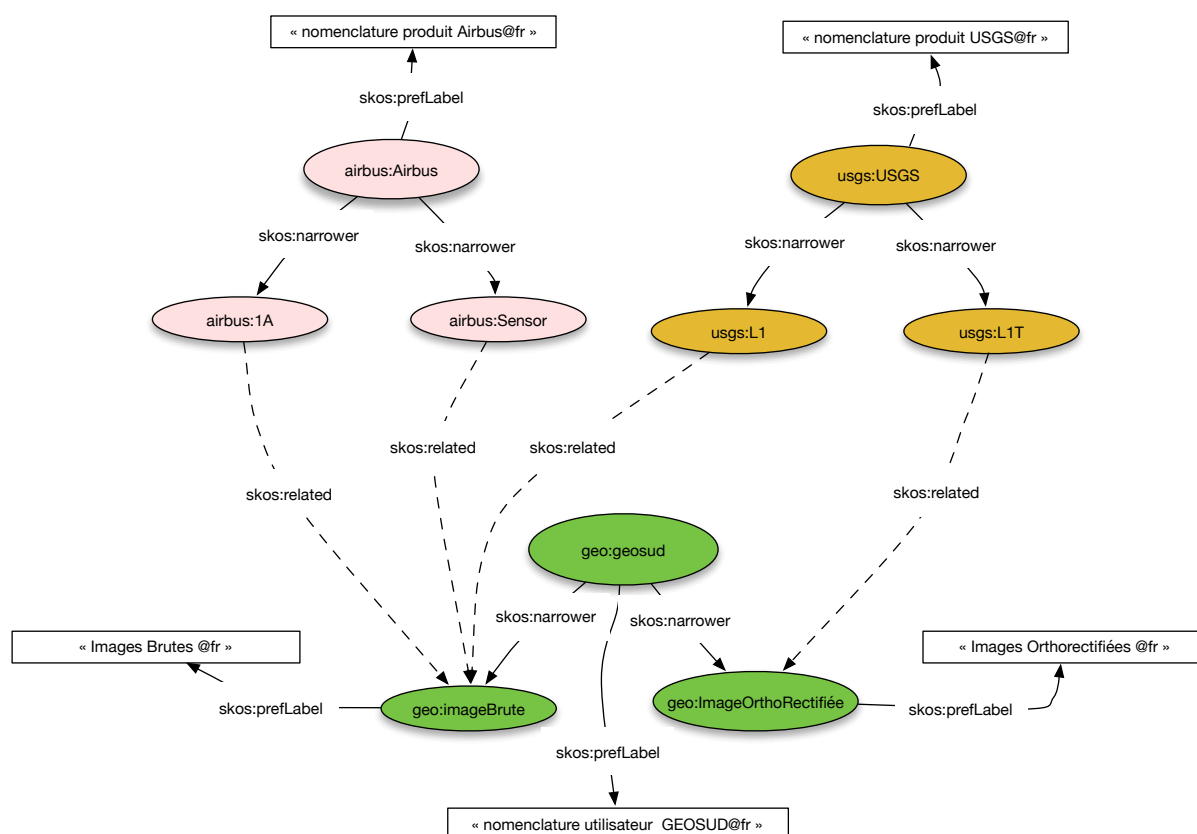 « nomenclature produit Airbus@fr »
« nomenclature produit USGS@fr »
skos:prefLabel
skos:prefLabel
airbus:Airbus
usgs:USGS
skos:narrower
skos:narrower
skos:narrower
skos:narrower
airbus:1A
airbus:Sensor
usgs:L1
usgs:L1T
skos:related
skos:related
skos:related
skos:related
geo:geosud
skos:narrower
skos:narrower
« Images Brutes @fr »
« Images Orthorectifiées @fr »
skos:prefLabel
geo:imageBrute
geo:ImageOrthoRectifiée
skos:prefLabel
skos:prefLabel
« nomenclature utilisateur  GEOSUD@fr »